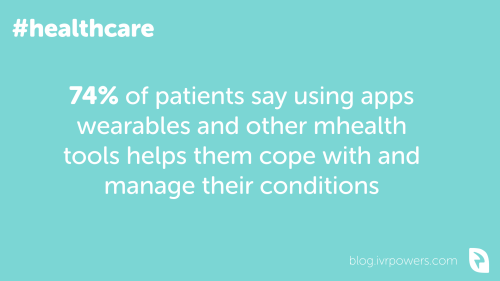 #healthcare
74% of patients say using apps
wearables and other mhealth
tools helps them cope with and
manage their conditions
blog.ivrpowers.com